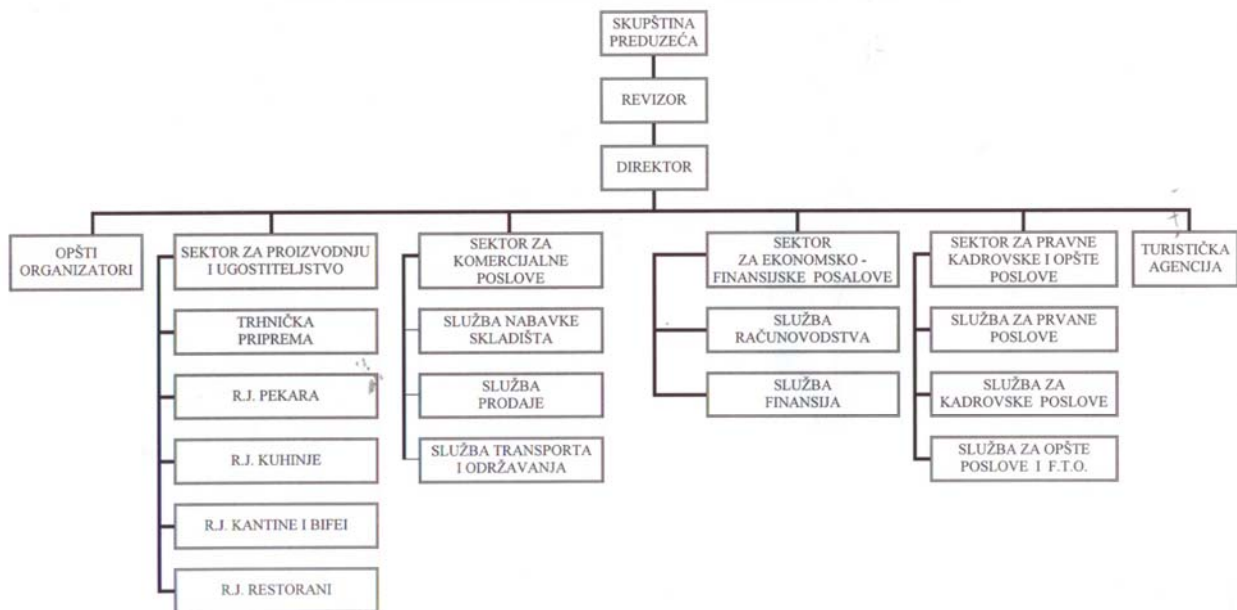 SKUPŠTINA
PREDUZEĆA
REVIZOR
DIREKTOR
OPŠTI
ORGANIZATORI
SEKTOR ZA PROIZVODNJU
I UGOSTITELJSTVO
TRHNIČKA
PRIPREMA
R.J. PEKARA
R.J. KUHINJE
R.J. KANTINE I BIFEI
R.J. RESTORANI
SEKTOR ZA
KOMERCIJALNE
POSLOVE
SLUŽBA NABAVKE
SKLADIŠTA
SLUŽBA
PRODAJE
SLUŽBA TRANSPORTA
I ODRŽAVANJA
SEKTOR
ZA EKONOMSKO -
FINANSIJSKE POSALOVE
SLUŽBA
RAČUNOVODSTVA
SLUŽBA
FINANSIJA
SEKTOR ZA PRAVNE
KADROVSKE I OPŠTE
POSLOVE
SLUŽBA ZA PRVANE
POSLOVE
SLUŽBA ZA
KADROVSKE POSLOVE
SLUŽBA ZA OPŠTE
POSLOVE I F.T.O.
TURISTIČKA
AGENCIJA